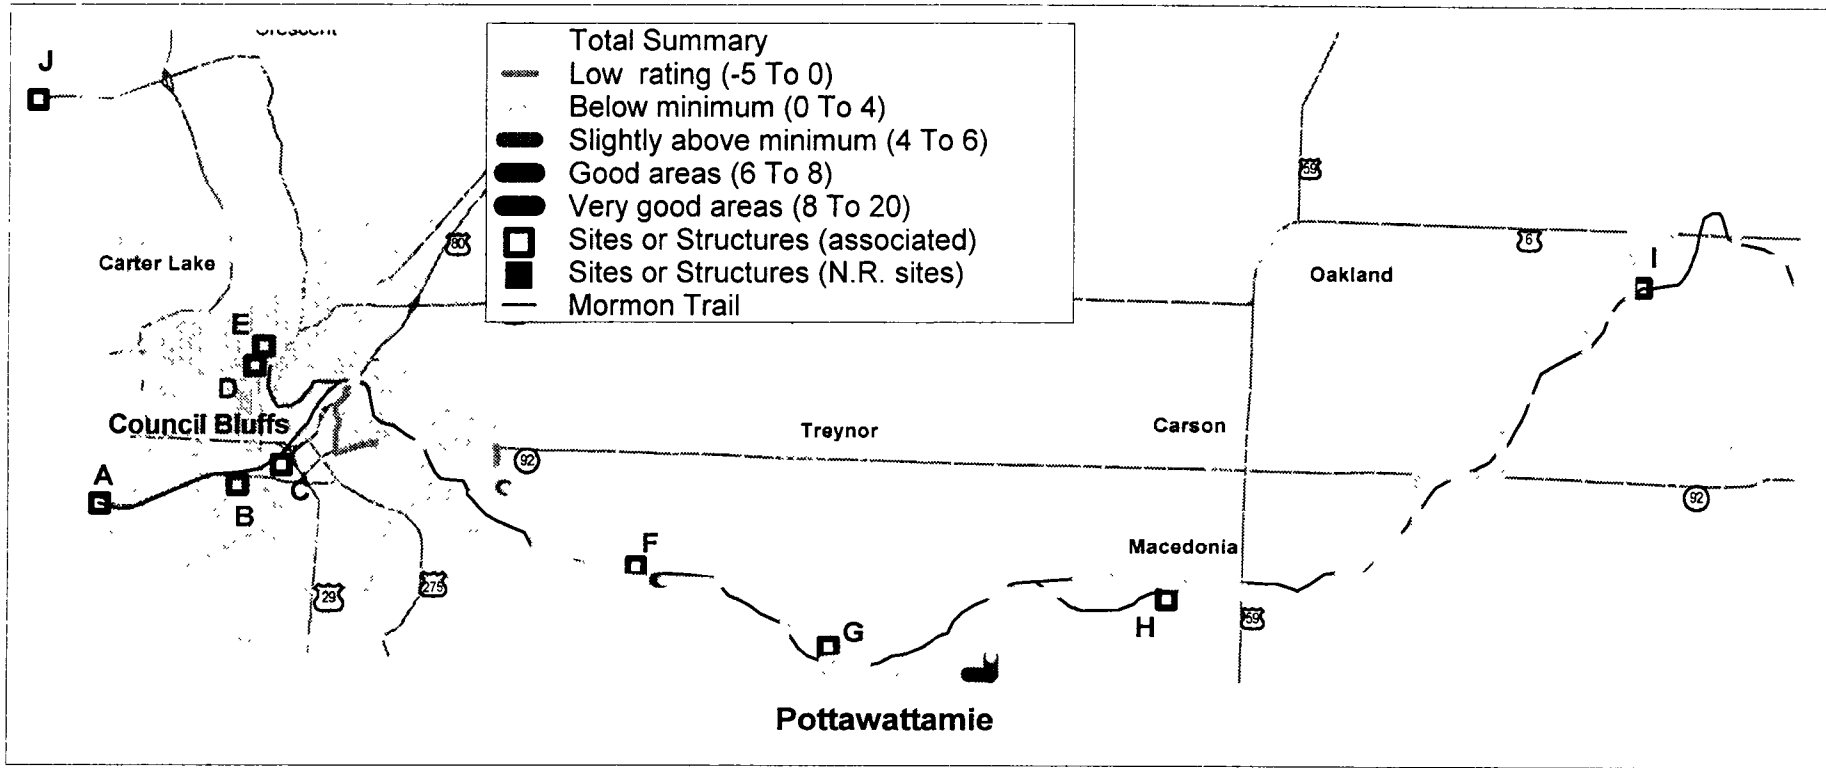 Crescent
J
Total Summary
Low rating (-5 To 0)
Below minimum (0 To 4)
Slightly above minimum (4 To 6)
Good areas (6 To 8)
Very good areas (8 To 20)
Sites or Structures (associated)
Sites or Structures (N.R. sites)
Mormon Trail
59
80
6
Carter Lake
I
Oakland
E
D
Council Bluffs
Treynor
Carson
92
A
C
B
92
F
Macedonia
29
275
H
59
G
Pottawattamie